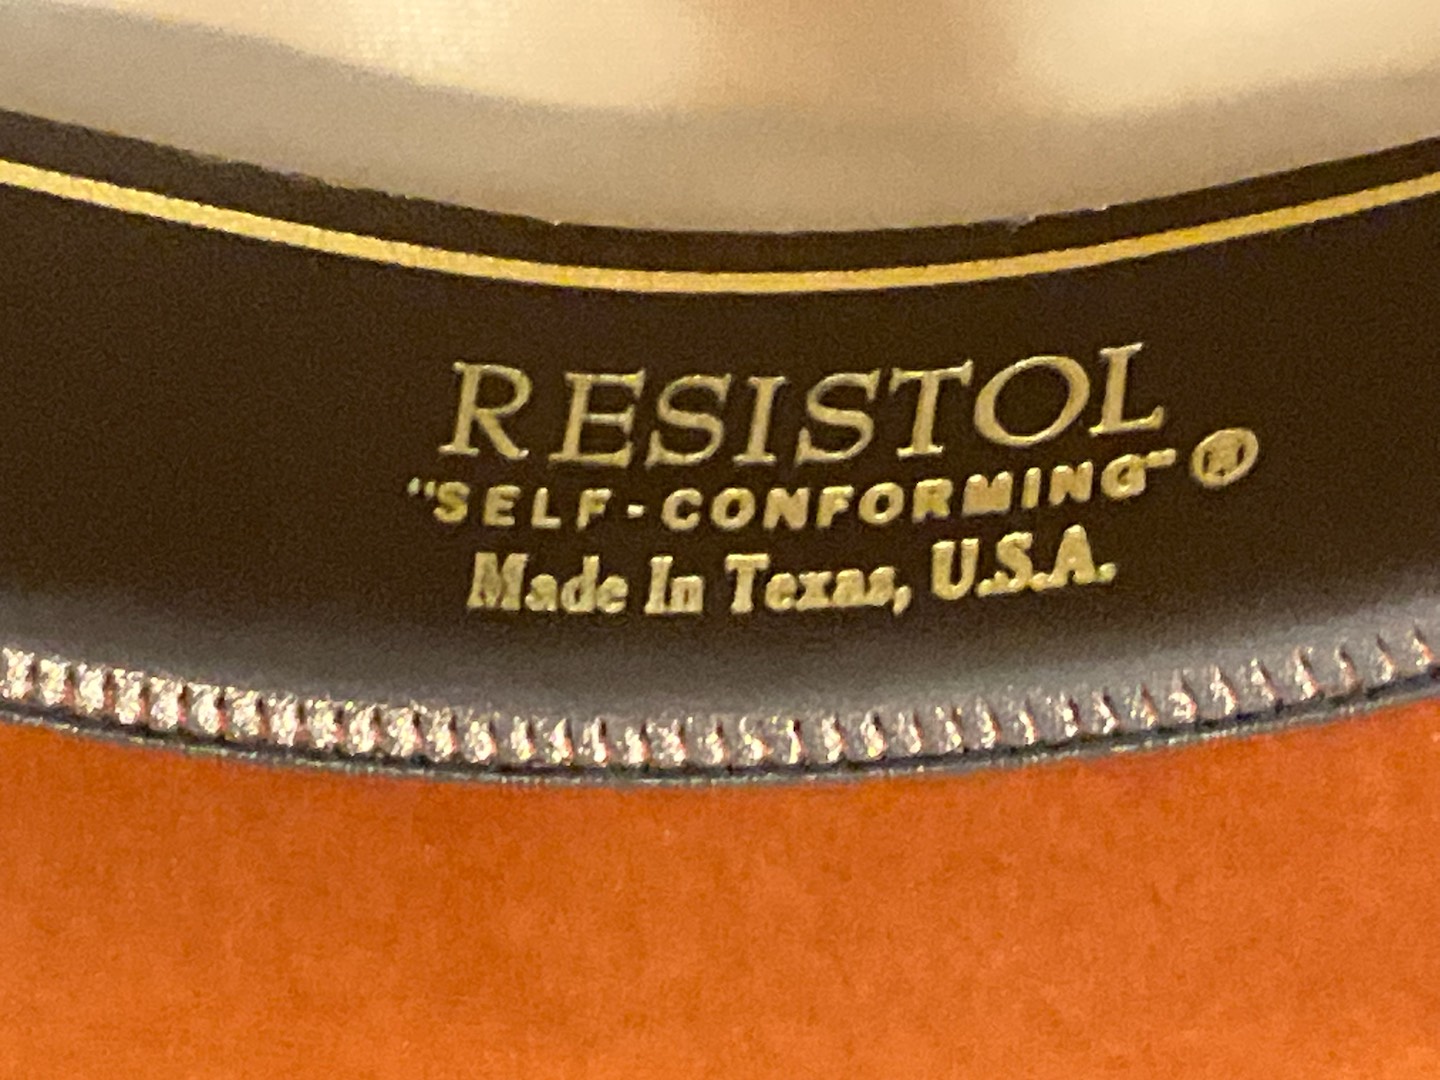 RESISTOL
"SELF-CONFORMING" ®
Made In Texas, U.S.A.